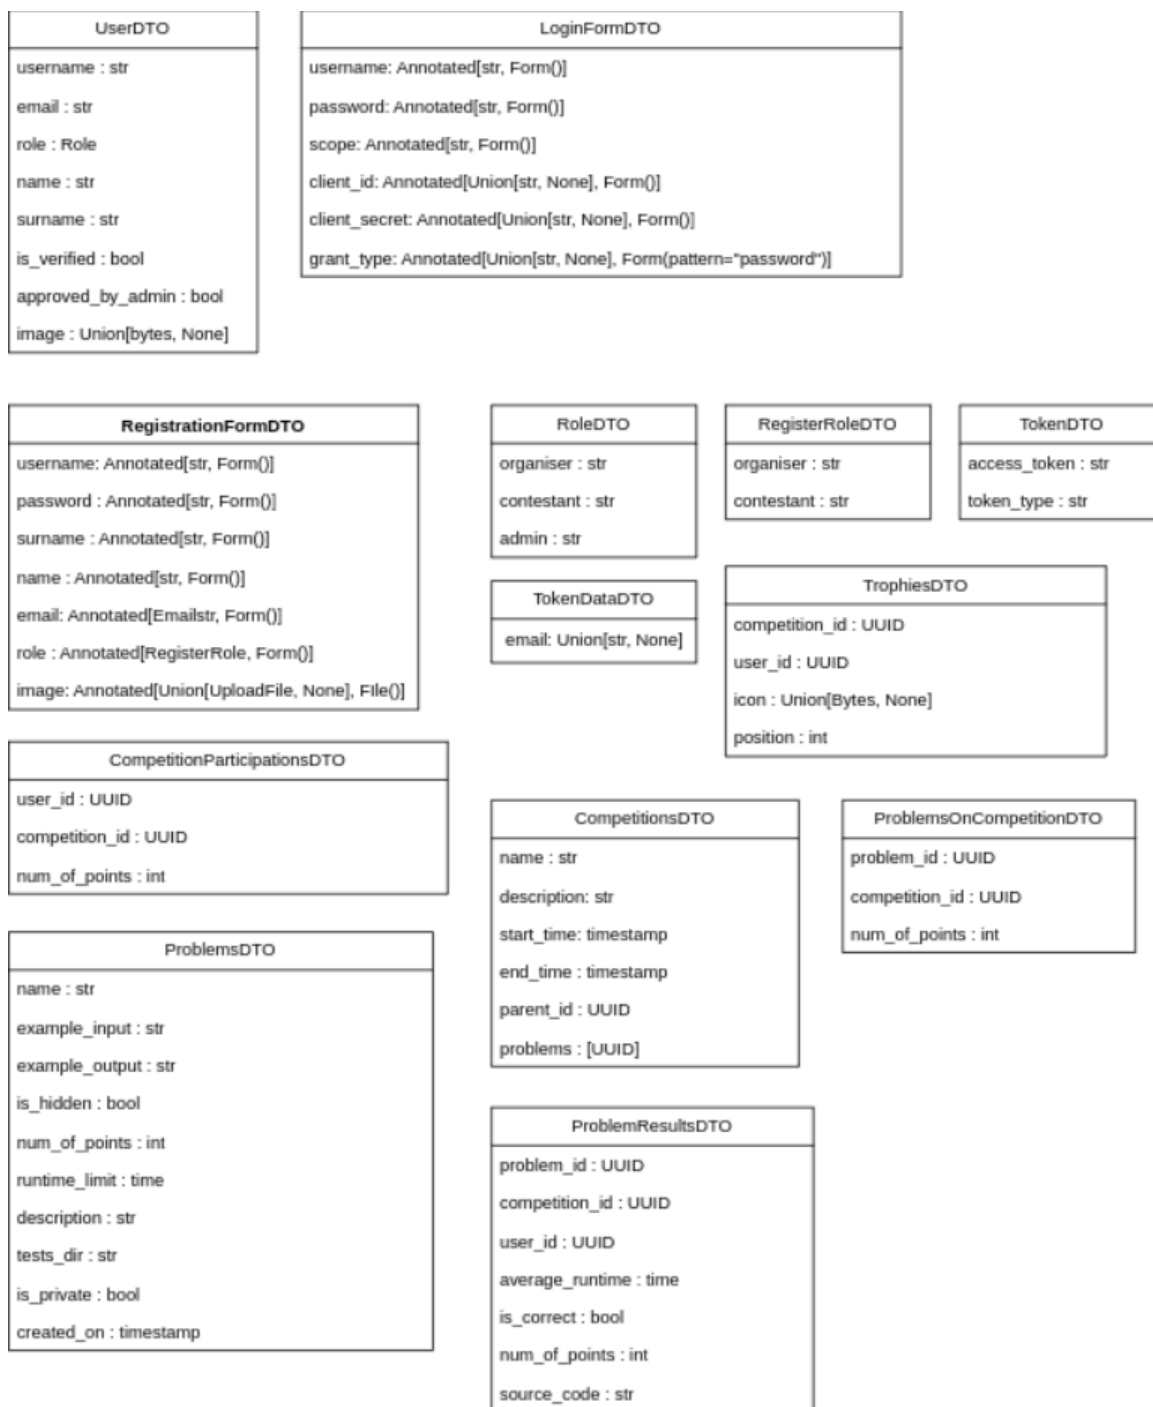 UserDTO
username : str
email : str
role : Role
name : str
surname : str
is_verified : bool
approved_by_admin : bool
image : Union[bytes, None]
LoginFormDTO
username: Annotated[str, Form()]
password: Annotated[str, Form()]
scope: Annotated[str, Form()]
client_id: Annotated[Union[str, None], Form()]
client_secret: Annotated[Union[str, None], Form()]
grant_type: Annotated[Union[str, None], Form(pattern="password")]
RegistrationFormDTO
username: Annotated[str, Form()]
password : Annotated[str, Form()]
surname : Annotated[str, Form()]
name : Annotated[str, Form()]
email: Annotated[Emailstr, Form()]
role : Annotated[RegisterRole, Form()]
image: Annotated[Union[UploadFile, None], FIle()]
RoleDTO
organiser : str
contestant : str
admin : str
RegisterRoleDTO
organiser : str
contestant : str
TokenDTO
access_token : str
token_type : str
TokenDataDTO
email: Union[str, None]
TrophiesDTO
competition_id : UUID
user_id : UUID
icon : Union[Bytes, None]
position : int
CompetitionParticipationsDTO
user_id : UUID
competition_id : UUID
num_of_points : int
CompetitionsDTO
name : str
description: str
start_time: timestamp
end_time : timestamp
parent_id : UUID
problems : [UUID]
ProblemsOnCompetitionDTO
problem_id : UUID
competition_id : UUID
num_of_points : int
ProblemsDTO
name : str
example_input : str
example_output : str
is_hidden : bool
num_of_points : int
runtime_limit : time
description : str
tests_dir : str
is_private : bool
created_on : timestamp
ProblemResultsDTO
problem_id : UUID
competition_id : UUID
user_id : UUID
average_runtime : time
is_correct : bool
num_of_points : int
source_code : str